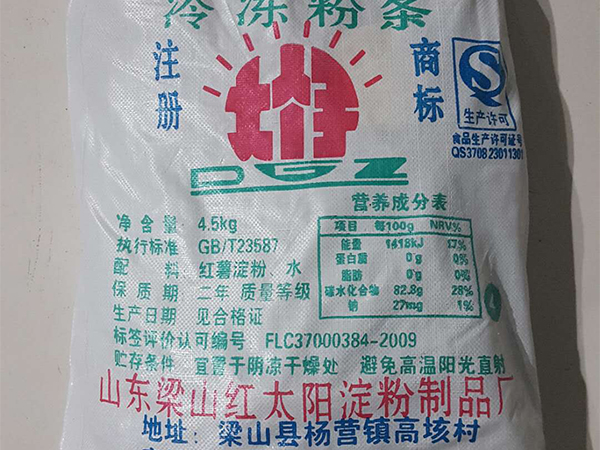 冷冻粉条
注册
商标
生产许可
食品生产许可证号
QS3708 2301 1301
DGZ
净含量: 4.5kg
执行标准 GB/T23587
配料 红薯淀粉、水
保质期: 二年 质量等级
生产日期 见合格证
标签评价认可编号: FLC37000384-2009
贮存条件: 宜置于阴凉干燥处 避免高温阳光直射
营养成分表
项目 每100g NRV%
能量 1418kJ 17%
蛋白质 0g 0%
脂肪 0g 0%
碳水化合物 82.8g 28%
钠 27mg 1%
山东梁山红太阳淀粉制品厂
地址: 梁山县杨营镇高垓村